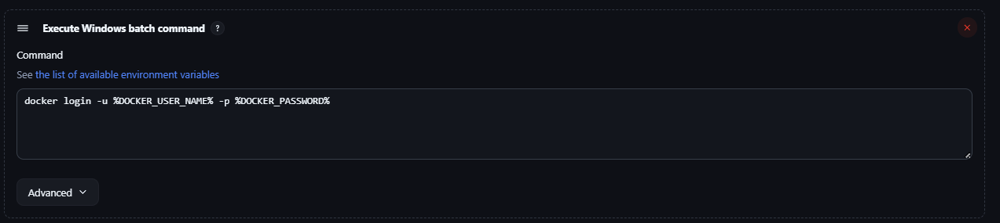 Execute Windows batch command ?
Command
See the list of available environment variables
docker login -u %DOCKER_USER_NAME% -p %DOCKER_PASSWORD%
Advanced